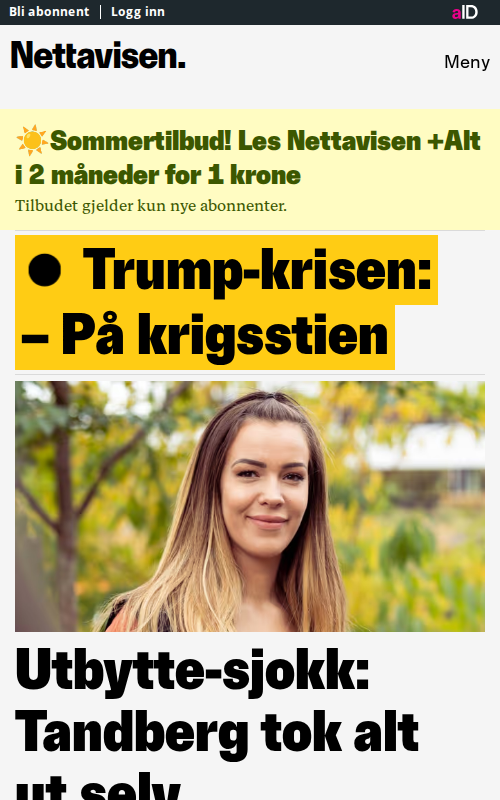 Bli abonnent | Logg inn
aID
Nettavisen.
Meny
☀️Sommertilbud! Les Nettavisen +Alt
i 2 måneder for 1 krone
Tilbudet gjelder kun nye abonnenter.
● Trump-krisen:
– På krigsstien
Utbytte-sjokk:
Tandberg tok alt
ut selv